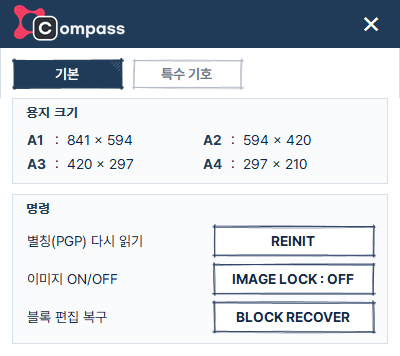 Compass
기본
특수 기호
용지 크기
A1 : 841 × 594 A2 : 594 × 420
A3 : 420 × 297 A4 : 297 × 210
명령
별칭(PGP) 다시 읽기 REINIT
이미지 ON/OFF IMAGE LOCK : OFF
블록 편집 복구 BLOCK RECOVER